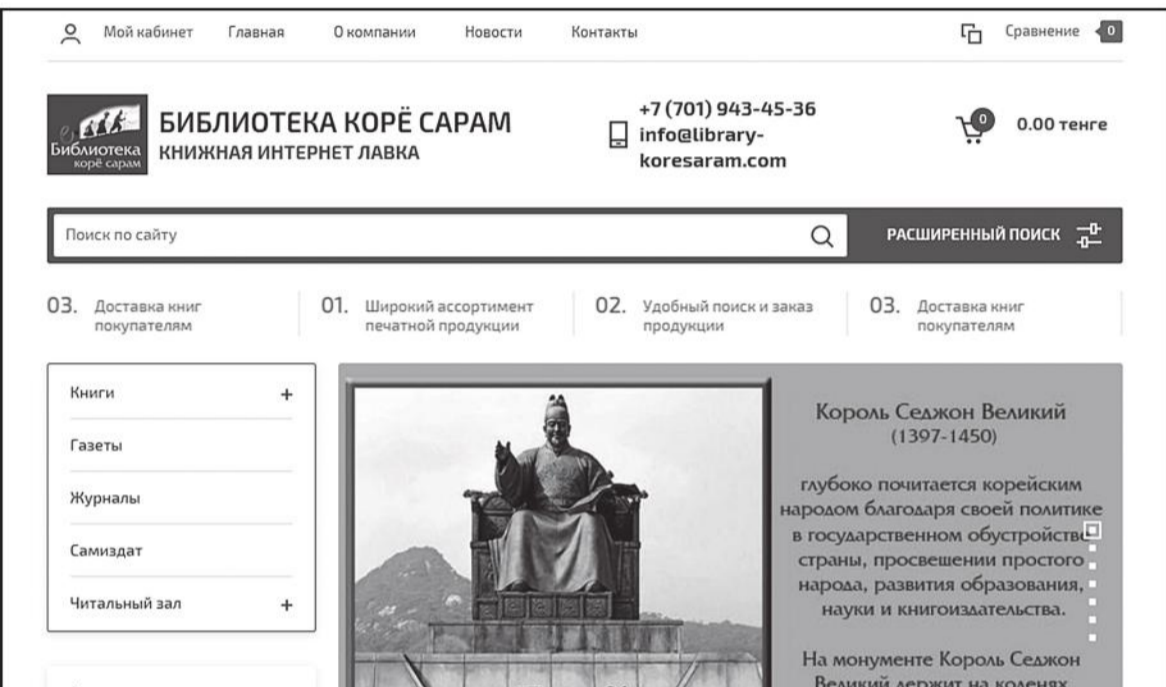 Мой кабинет Главная О компании Новости Контакты Сравнение 0
Библиотека
корё сарам
БИБЛИОТЕКА КОРЁ САРАМ
КНИЖНАЯ ИНТЕРНЕТ ЛАВКА
+7 (701) 943-45-36
info@library-
koresaram.com
0
0.00 тенге
Поиск по сайту
РАСШИРЕННЫЙ ПОИСК
03. Доставка книг
покупателям
01. Широкий ассортимент
печатной продукции
02. Удобный поиск и заказ
продукции
03. Доставка книг
покупателям
Книги +
Газеты
Журналы
Самиздат
Читальный зал +
Король Седжон Великий
(1397-1450)
глубоко почитается корейским
народом благодаря своей политике
в государственном обустройстве
страны, просвешении простого
народа, развития образования,
науки и книгоиздательства.
На монументе Король Седжон
Великий держит на коленях